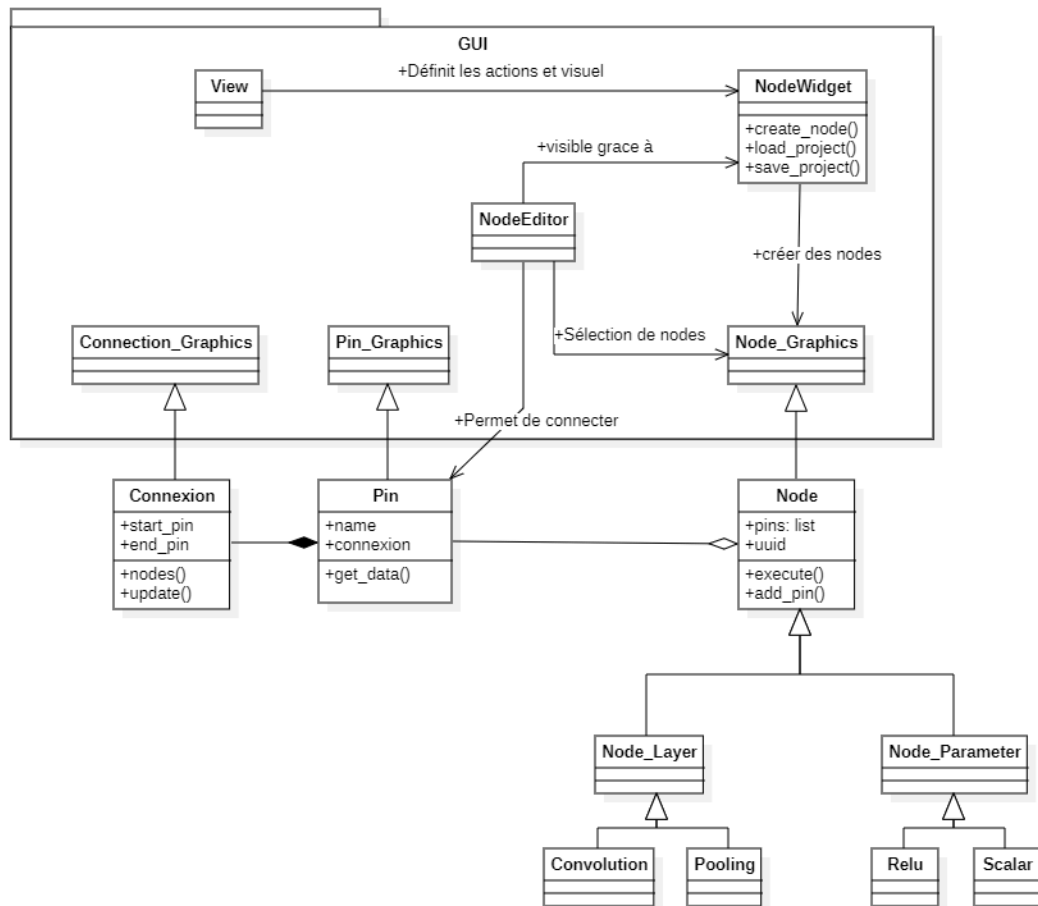 GUI
+Définit les actions et visuel
View
NodeWidget
+create_node()
+load_project()
+save_project()
+visible grace à
NodeEditor
+créer des nodes
+Sélection de nodes
Connection_Graphics
Pin_Graphics
Node_Graphics
+Permet de connecter
Connexion
+start_pin
+end_pin
+nodes()
+update()
Pin
+name
+connexion
+get_data()
Node
+pins: list
+uuid
+execute()
+add_pin()
Node_Layer
Node_Parameter
Convolution
Pooling
Relu
Scalar